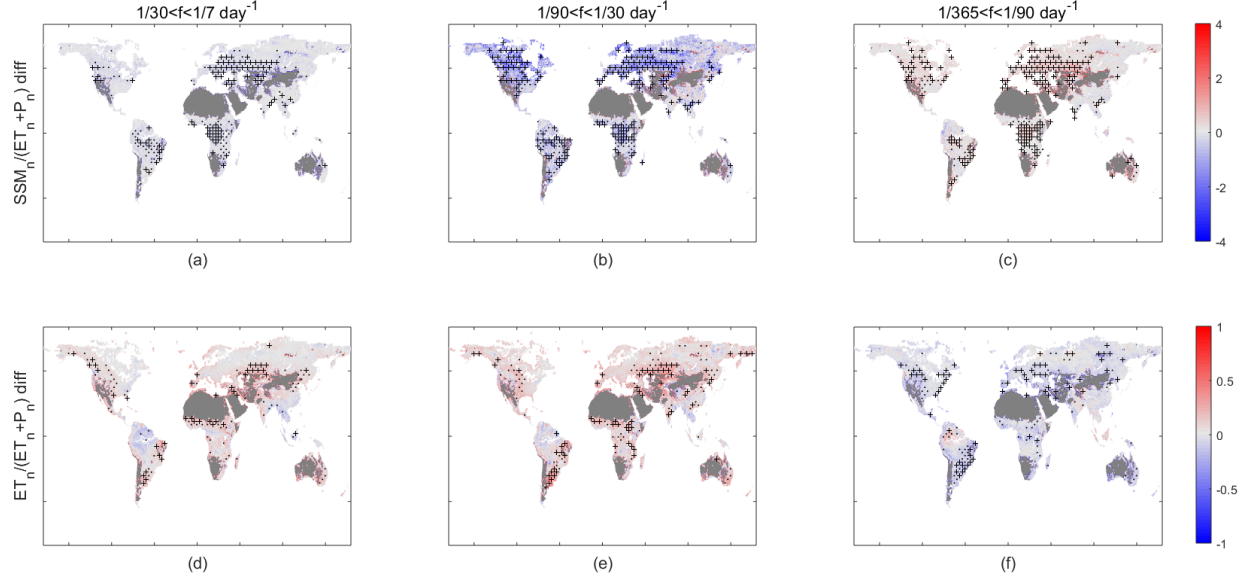 1/30<f<1/7 day⁻¹
1/90<f<1/30 day⁻¹
1/365<f<1/90 day⁻¹
SSMₙ/(ETₙ+Pₙ) diff
4
2
0
-2
-4
(a)
(b)
(c)
ETₙ/(ETₙ+Pₙ) diff
1
0.5
0
-0.5
-1
(d)
(e)
(f)